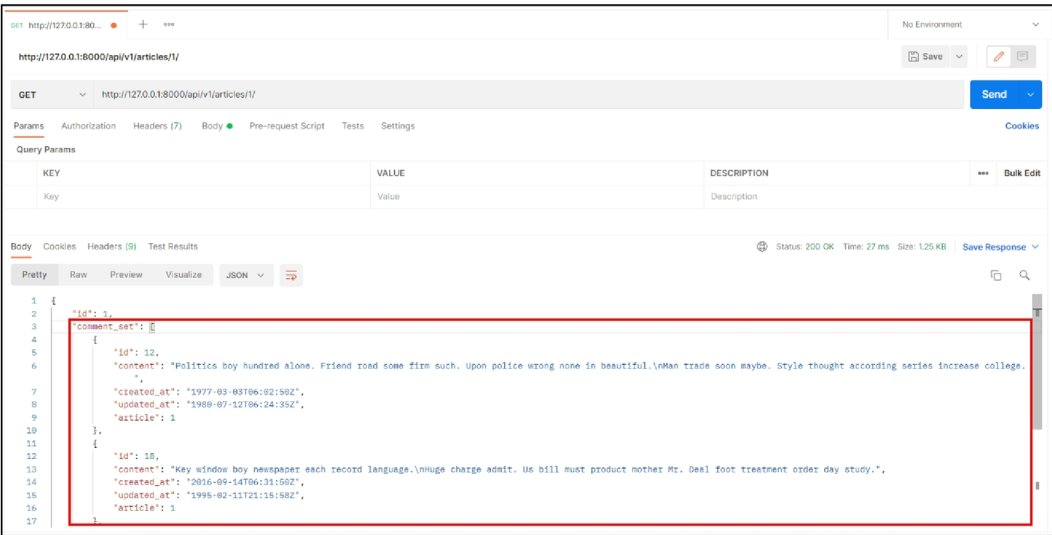 GET http://127.0.0.1:80...
No Environment
http://127.0.0.1:8000/api/v1/articles/1/
Save
GET http://127.0.0.1:8000/api/v1/articles/1/
Send
Params Authorization Headers (7) Body Pre-request Script Tests Settings Cookies
Query Params
KEY VALUE DESCRIPTION Bulk Edit
Key Value Description
Body Cookies Headers (9) Test Results Status: 200 OK Time: 27 ms Size: 1.25 KB Save Response
Pretty Raw Preview Visualize JSON
1 {
2 "id": 1,
3 "comment_set": [
4 {
5 "id": 12,
6 "content": "Politics boy hundred alone. Friend road some firm such. Upon police wrong none in beautiful.\nMan trade soon maybe. Style thought according series increase college.
",
7 "created_at": "1977-03-03T06:02:50Z",
8 "updated_at": "1980-07-12T06:24:35Z",
9 "article": 1
10 },
11 {
12 "id": 18,
13 "content": "Key window boy newspaper each record language.\nHuge charge admit. Us bill must product mother Mr. Deal foot treatment order day study.",
14 "created_at": "2016-09-14T06:31:50Z",
15 "updated_at": "1995-02-11T21:15:58Z",
16 "article": 1
17 },